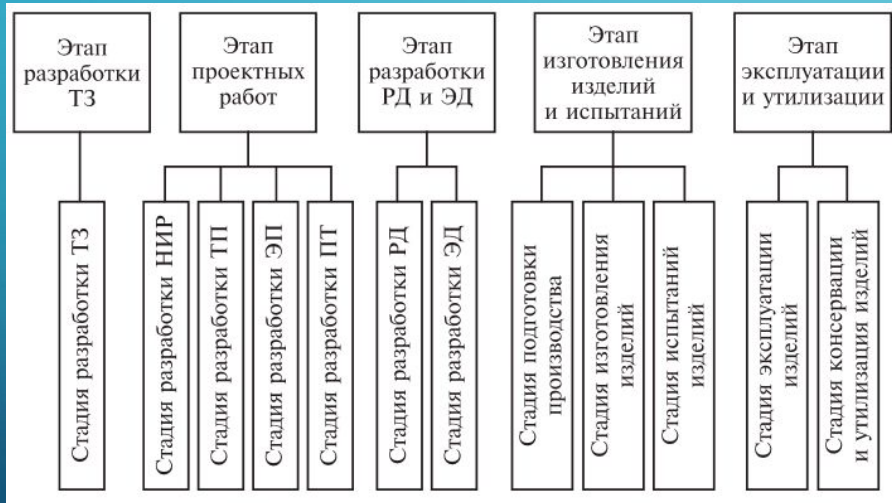 Этап
разработки
ТЗ
Этап
проектных
работ
Этап
разработки
РД и ЭД
Этап
изготовления
изделий
и испытаний
Этап
эксплуатации
и утилизации
Стадия разработки ТЗ
Стадия разработки НИР
Стадия разработки ТП
Стадия разработки ЭП
Стадия разработки ПТ
Стадия разработки РД
Стадия разработки ЭД
Стадия подготовки
производства
Стадия изготовления
изделий
Стадия испытаний
изделий
Стадия эксплуатации
изделий
Стадия консервации
и утилизация изделий